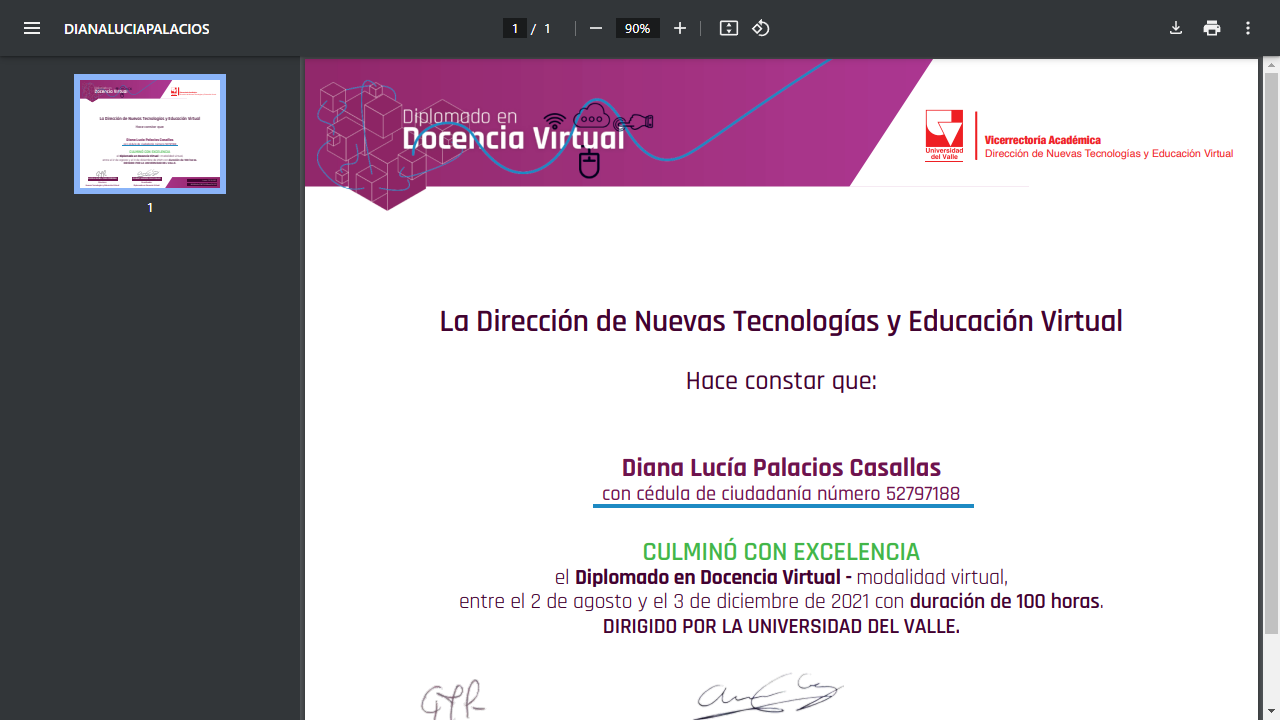 DIANALUCIAPALACIOS
1 / 1
90%
1
Diplomado en
Docencia Virtual
Universidad
del Valle
Vicerrectoría Académica
Dirección de Nuevas Tecnologías y Educación Virtual
La Dirección de Nuevas Tecnologías y Educación Virtual
Hace constar que:
Diana Lucía Palacios Casallas
con cédula de ciudadanía número 52797188
CULMINÓ CON EXCELENCIA
el Diplomado en Docencia Virtual - modalidad virtual,
entre el 2 de agosto y el 3 de diciembre de 2021 con duración de 100 horas.
DIRIGIDO POR LA UNIVERSIDAD DEL VALLE.